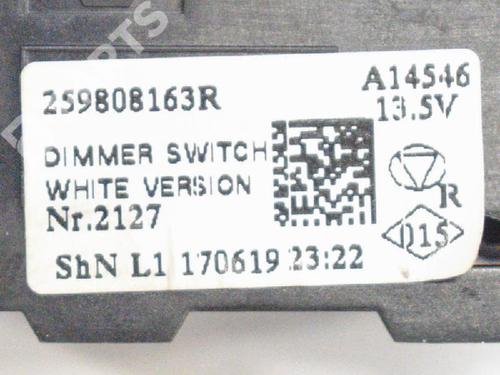 259808163R
A14546
13.5V
DIMMER SWITCH
WHITE VERSION
Nr.2127
R
015
ShN L1 170619 23:22